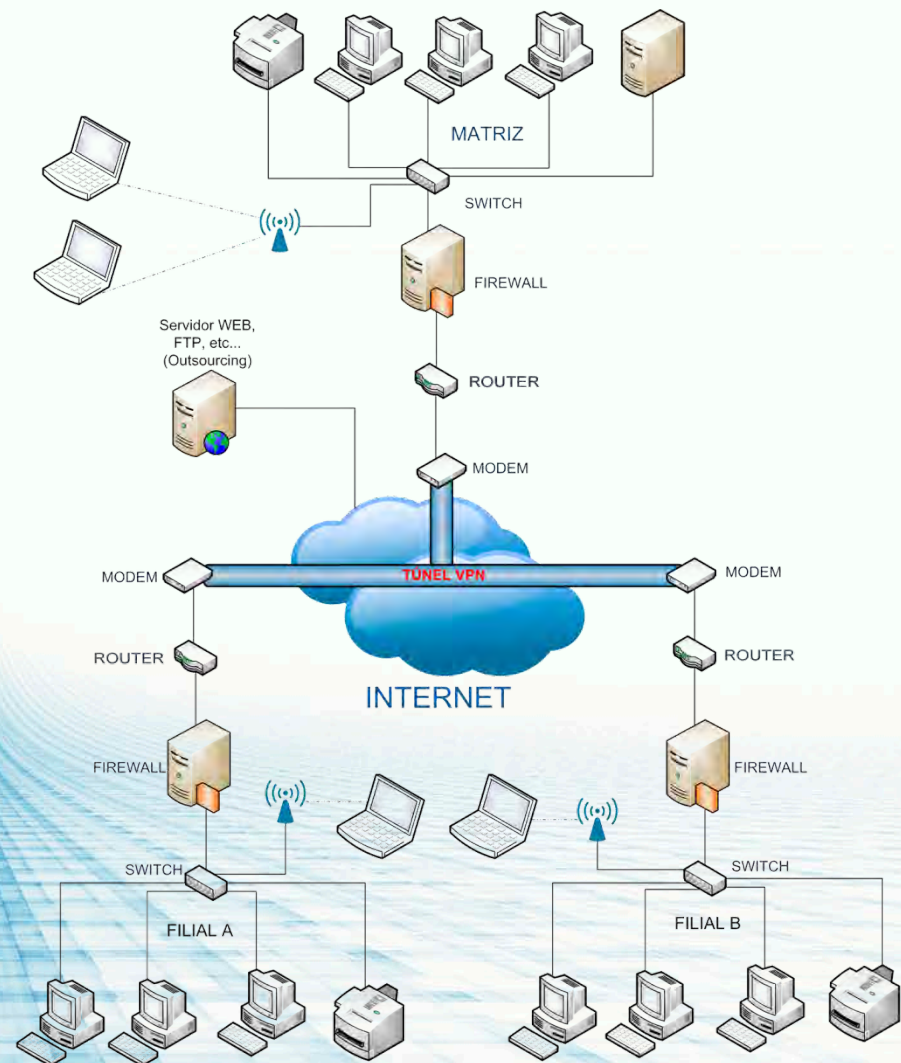 MATRIZ
SWITCH
FIREWALL
Servidor WEB,
FTP, etc...
(Outsourcing)
ROUTER
MODEM
MODEM
TÚNEL VPN
MODEM
ROUTER
ROUTER
INTERNET
FIREWALL
FIREWALL
SWITCH
SWITCH
FILIAL A
FILIAL B